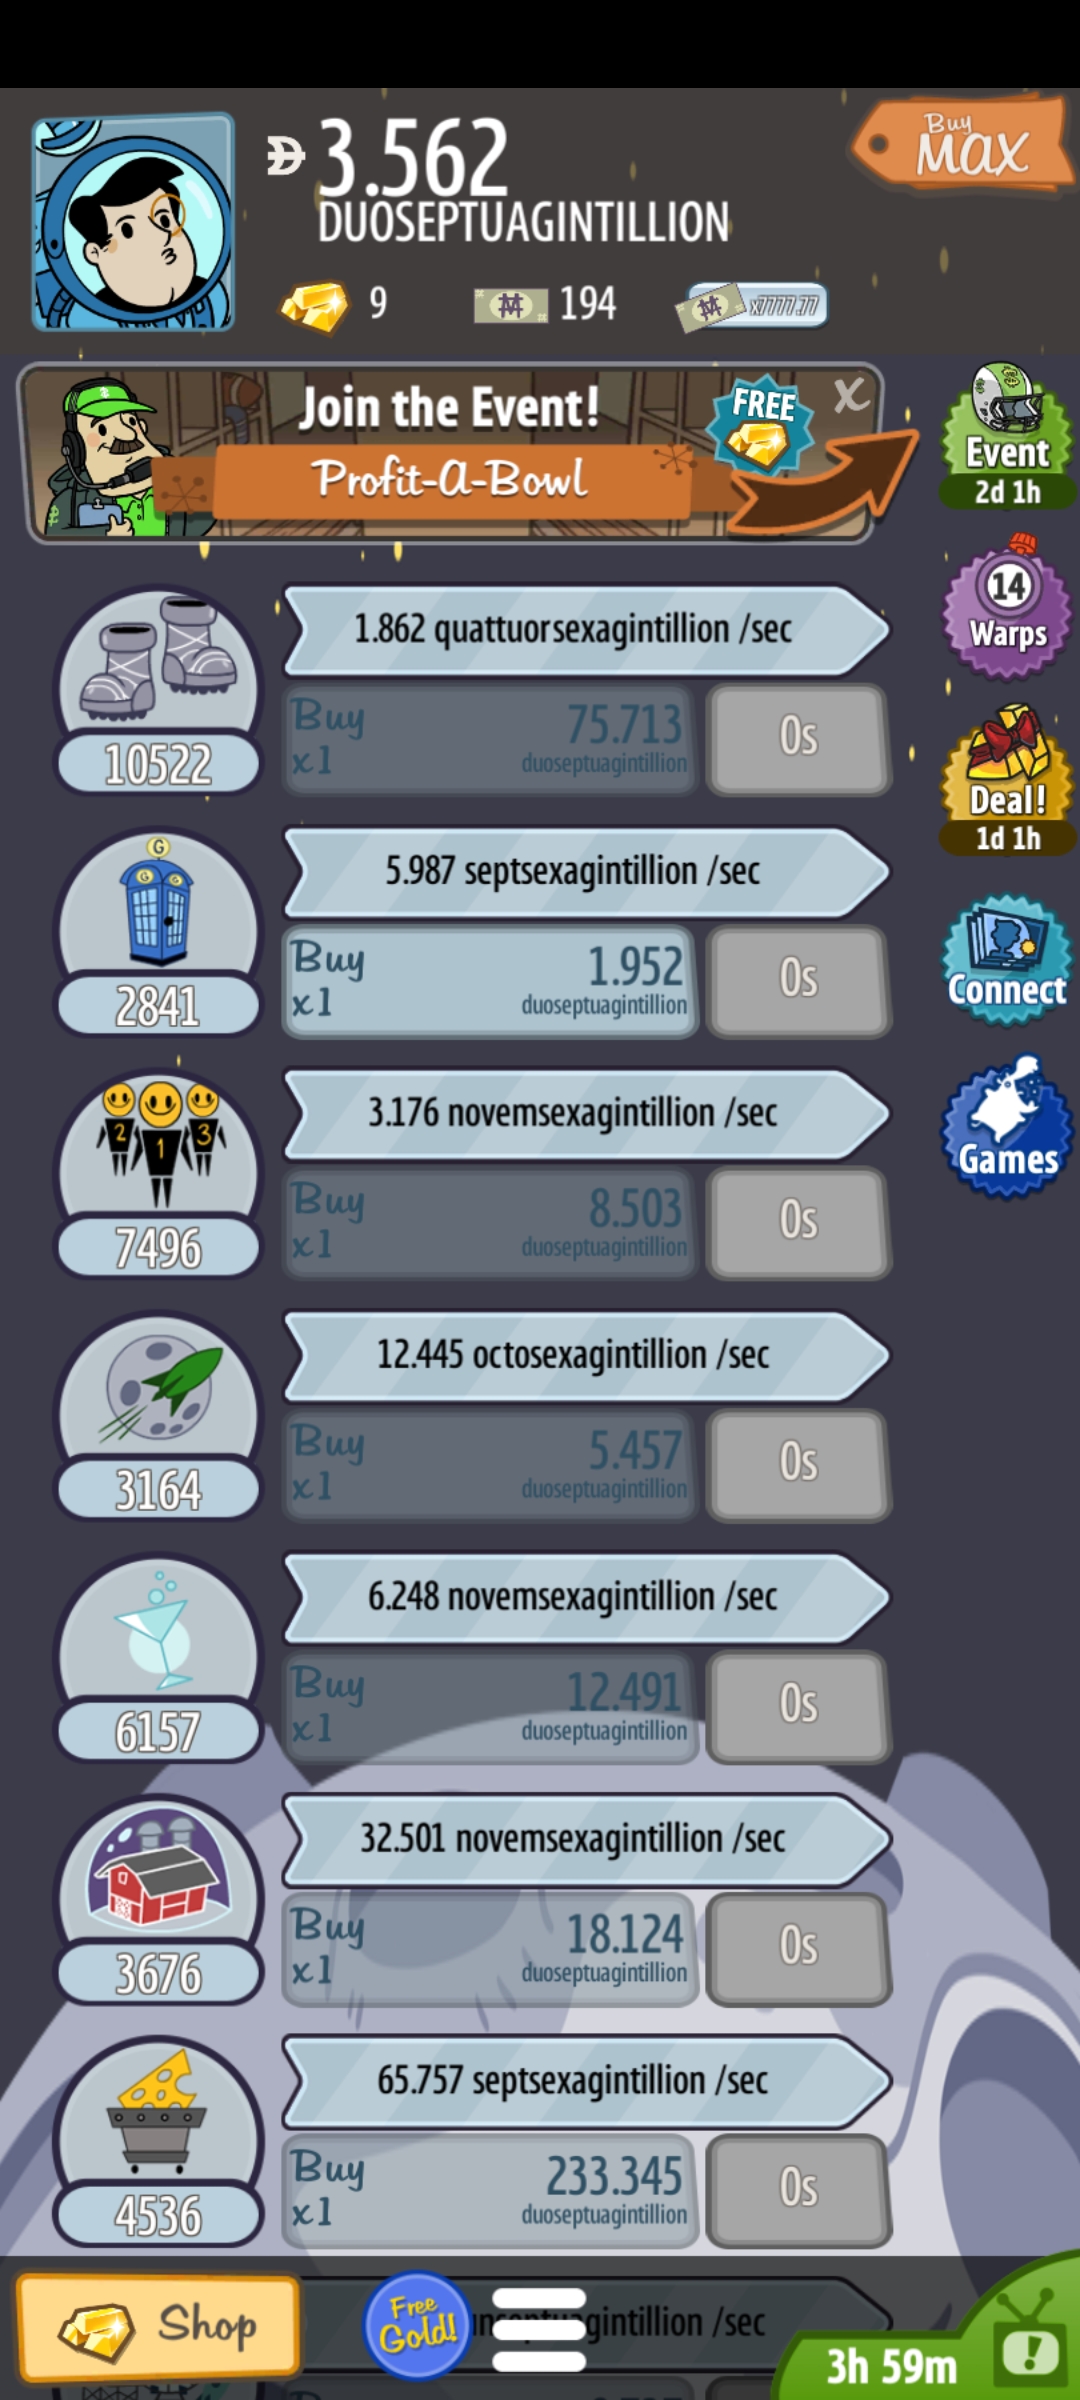 3.562
DUOSEPTUAGINTILLION
Buy
MAX
9
194
x7777.77
Join the Event!
Profit-A-Bowl
FREE
X
Event
2d 1h
1.862 quattuorsexagintillion /sec
Buy
x1
75.713
duoseptuagintillion
0s
10522
14
Warps
Deal!
1d 1h
G
G G
5.987 septsexagintillion /sec
Buy
x1
1.952
duoseptuagintillion
0s
2841
Connect
2 1 3
3.176 novemsexagintillion /sec
Buy
x1
8.503
duoseptuagintillion
0s
7496
Games
12.445 octosexagintillion /sec
Buy
x1
5.457
duoseptuagintillion
0s
3164
6.248 novemsexagintillion /sec
Buy
x1
12.491
duoseptuagintillion
0s
6157
32.501 novemsexagintillion /sec
Buy
x1
18.124
duoseptuagintillion
0s
3676
65.757 septsexagintillion /sec
Buy
x1
233.345
duoseptuagintillion
0s
4536
Shop
Free
Gold!
/sec
3h 59m
!